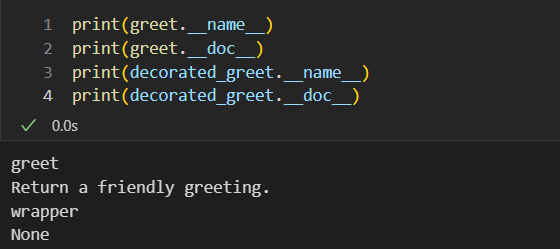 1 print(greet.__name__)
2 print(greet.__doc__)
3 print(decorated_greet.__name__)
4 print(decorated_greet.__doc__)
0.0s
greet
Return a friendly greeting.
wrapper
None